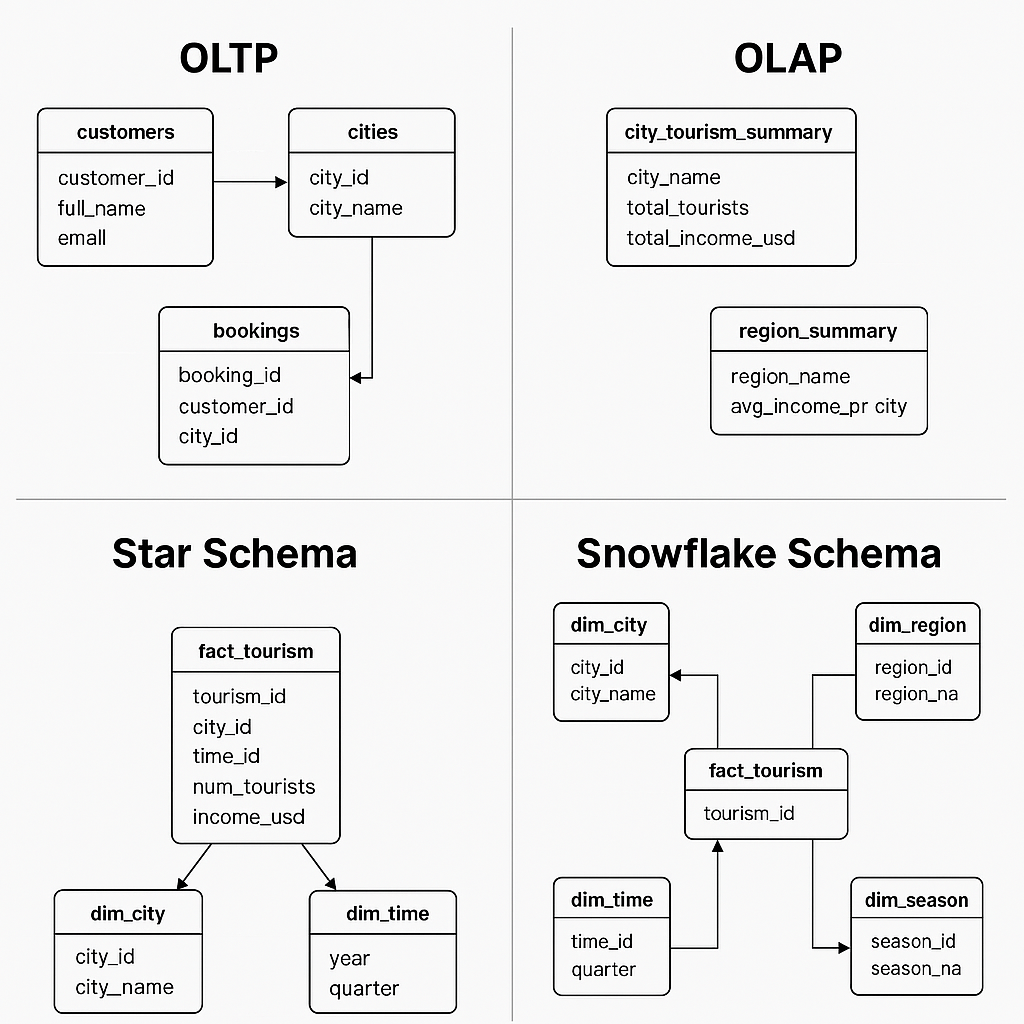 OLTP
customers
customer_id
full_name
emall
cities
city_id
city_name
bookings
booking_id
customer_id
city_id
OLAP
city_tourism_summary
city_name
total_tourists
total_income_usd
region_summary
region_name
avg_income_pr city
Star Schema
fact_tourism
tourism_id
city_id
time_id
num_tourists
income_usd
dim_city
city_id
city_name
dim_time
year
quarter
Snowflake Schema
dim_city
city_id
city_name
dim_region
region_id
region_na
fact_tourism
tourism_id
dim_time
time_id
quarter
dim_season
season_id
season_na